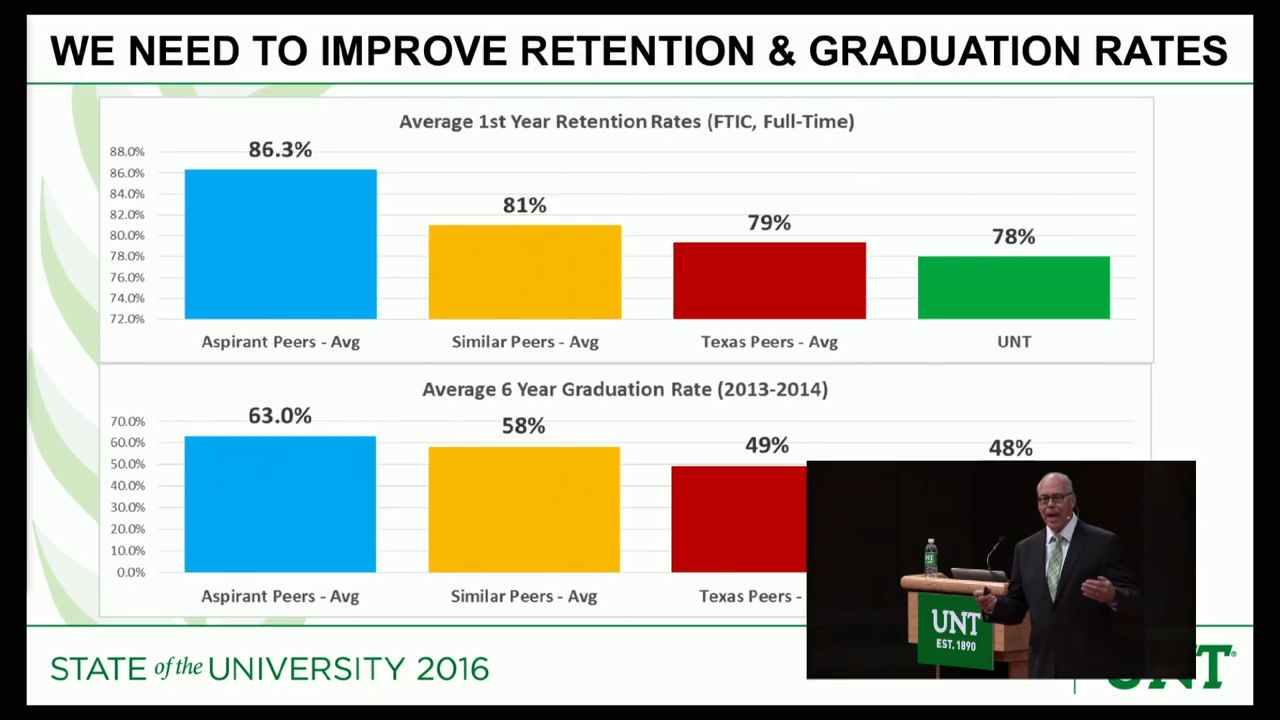 WE NEED TO IMPROVE RETENTION & GRADUATION RATES
Average 1st Year Retention Rates (FTIC, Full-Time)
88.0%
86.0%
84.0%
82.0%
80.0%
78.0%
76.0%
74.0%
72.0%
86.3%
81%
79%
78%
Aspirant Peers - Avg
Similar Peers - Avg
Texas Peers - Avg
UNT
Average 6 Year Graduation Rate (2013-2014)
70.0%
60.0%
50.0%
40.0%
30.0%
20.0%
10.0%
0.0%
63.0%
58%
49%
48%
Aspirant Peers - Avg
Similar Peers - Avg
Texas Peers -
UNT
EST. 1890
STATE of the UNIVERSITY 2016
UNT